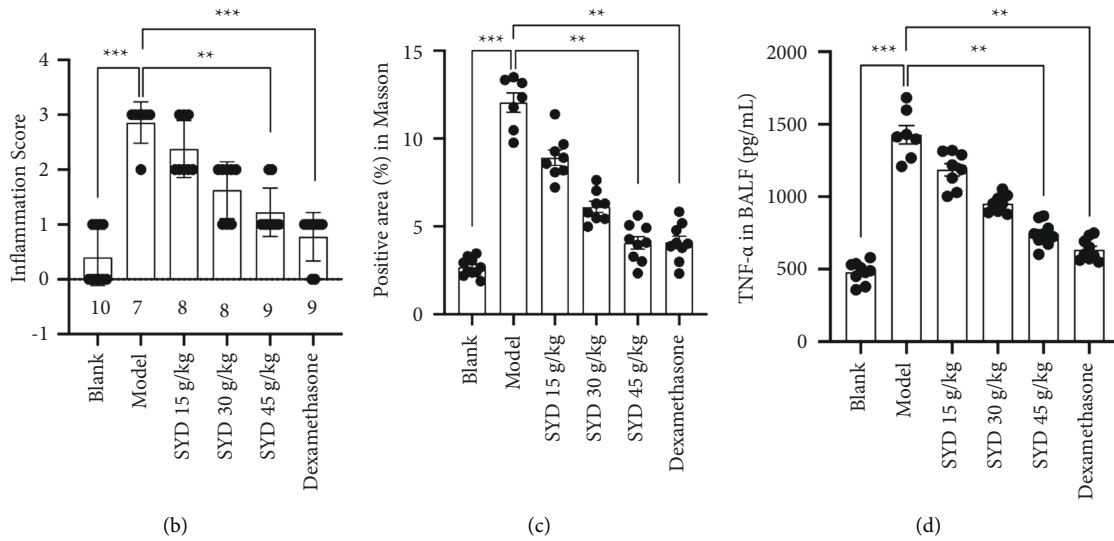 ***
***
**
4
3
2
1
0
-1
Inflammation Score
10 7 8 8 9 9
Blank
Model
SYD 15 g/kg
SYD 30 g/kg
SYD 45 g/kg
Dexamethasone
(b)
**
***
**
15
10
5
0
Positive area (%) in Masson
Blank
Model
SYD 15 g/kg
SYD 30 g/kg
SYD 45 g/kg
Dexamethasone
(c)
**
***
**
2000
1500
1000
500
0
TNF-α in BALF (pg/mL)
Blank
Model
SYD 15 g/kg
SYD 30 g/kg
SYD 45 g/kg
Dexamethasone
(d)